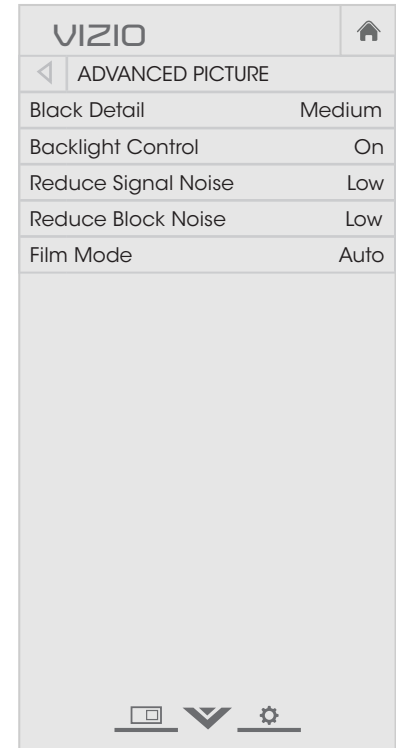 VIZIO
ADVANCED PICTURE
Black Detail Medium
Backlight Control On
Reduce Signal Noise Low
Reduce Block Noise Low
Film Mode Auto